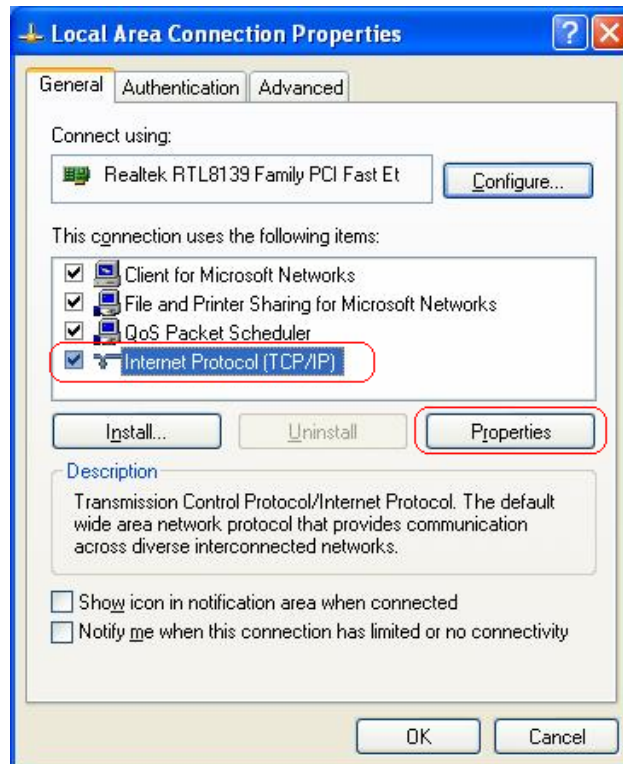 Local Area Connection Properties
General Authentication Advanced
Connect using:
Realtek RTL8139 Family PCI Fast Et
Configure...
This connection uses the following items:
Client for Microsoft Networks
File and Printer Sharing for Microsoft Networks
QoS Packet Scheduler
Internet Protocol (TCP/IP)
Install... Uninstall Properties
Description
Transmission Control Protocol/Internet Protocol. The default
wide area network protocol that provides communication
across diverse interconnected networks.
Show icon in notification area when connected
Notify me when this connection has limited or no connectivity
OK Cancel